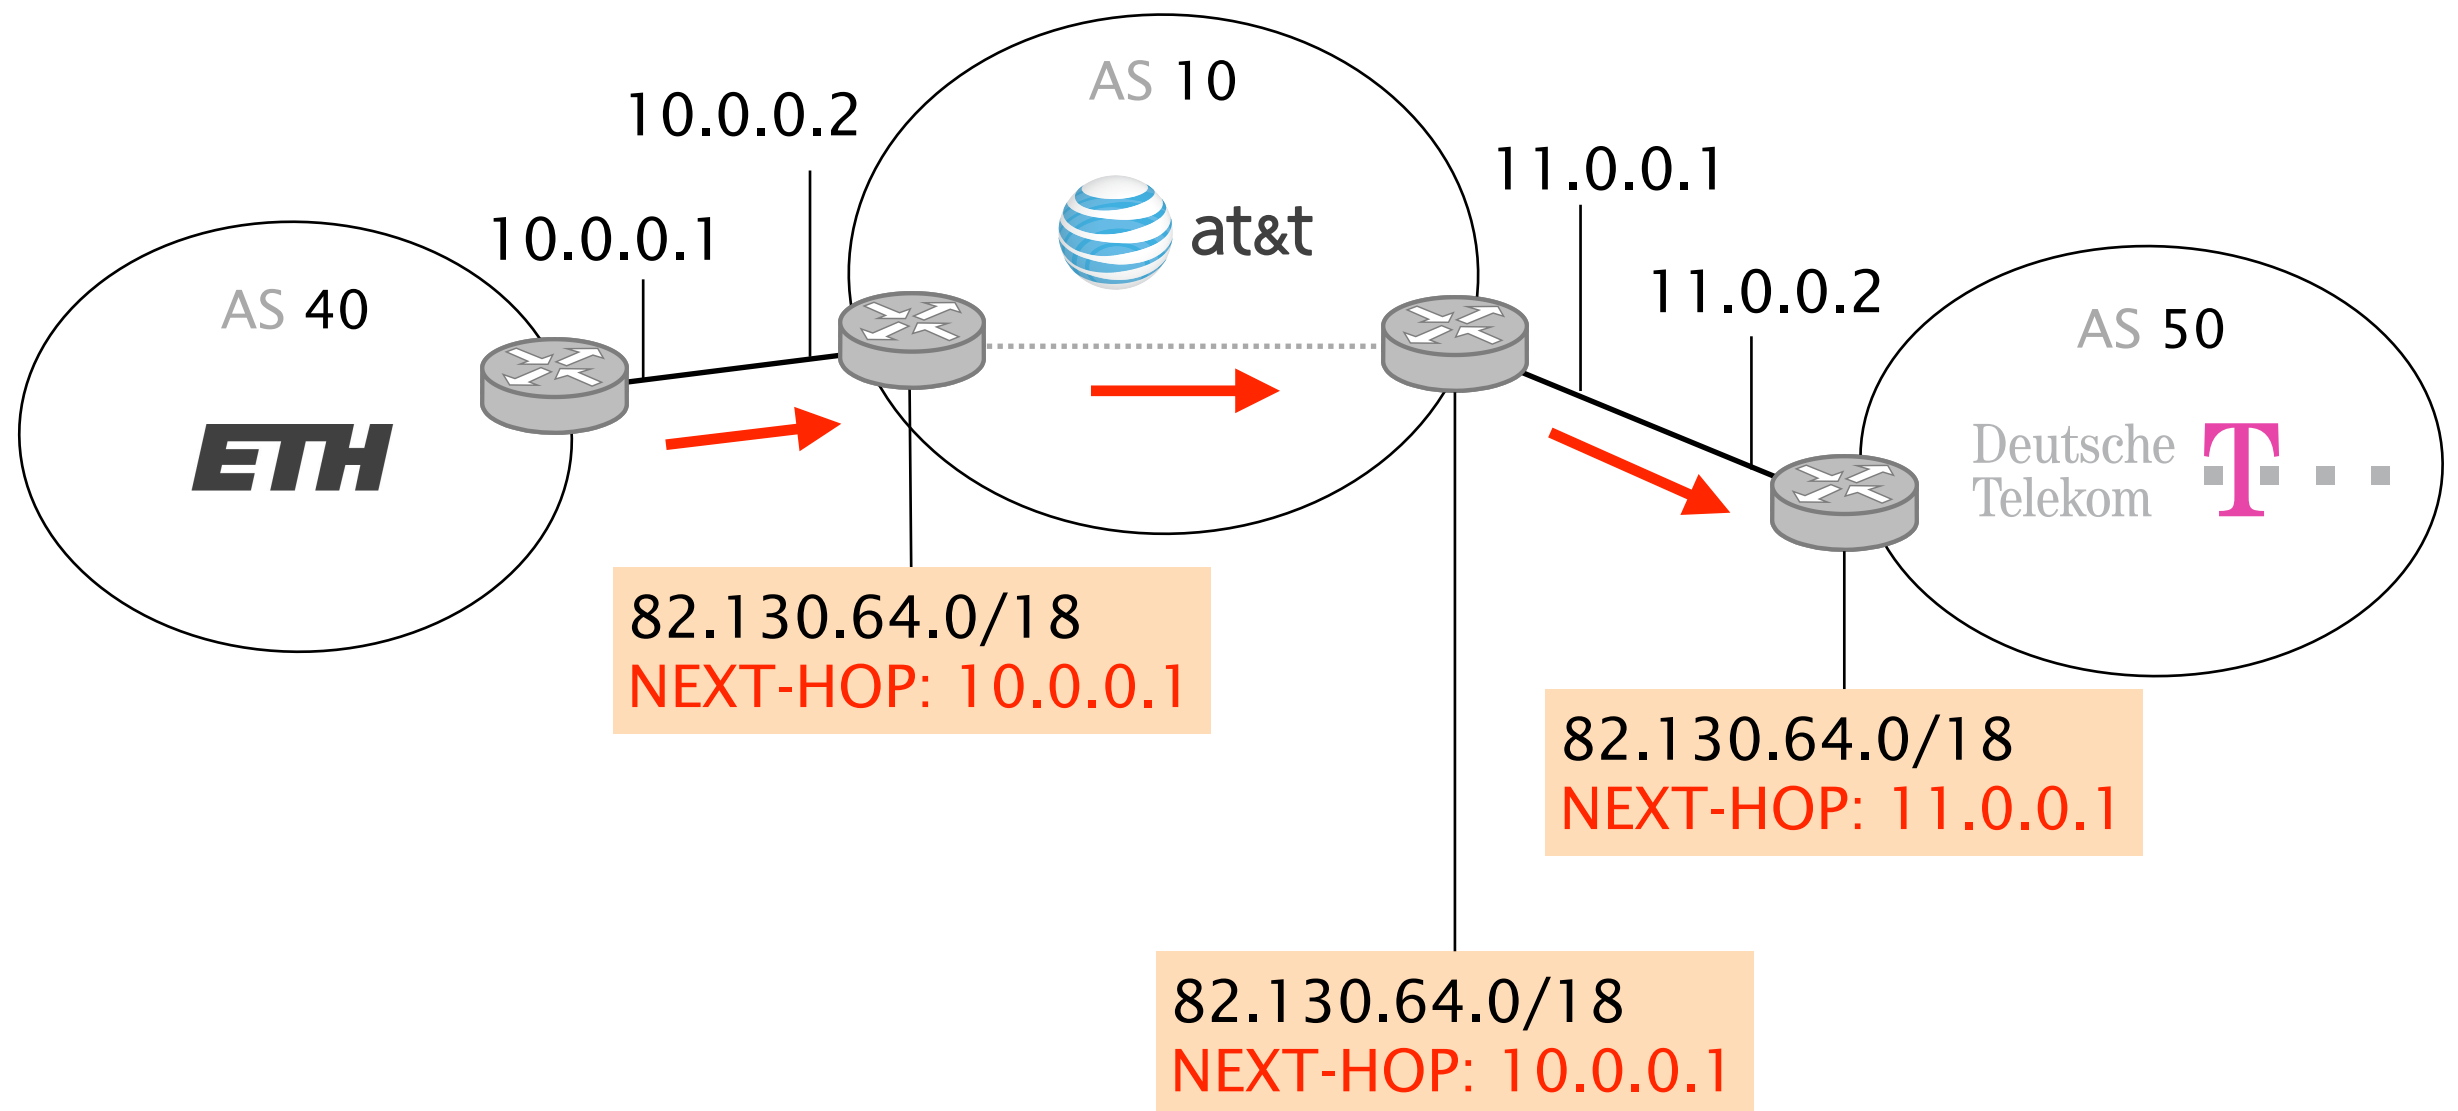 AS 10
10.0.0.2
11.0.0.1
at&t
10.0.0.1
11.0.0.2
AS 40
AS 50
ETH
Deutsche
Telekom
T
82.130.64.0/18
NEXT-HOP: 10.0.0.1
82.130.64.0/18
NEXT-HOP: 11.0.0.1
82.130.64.0/18
NEXT-HOP: 10.0.0.1